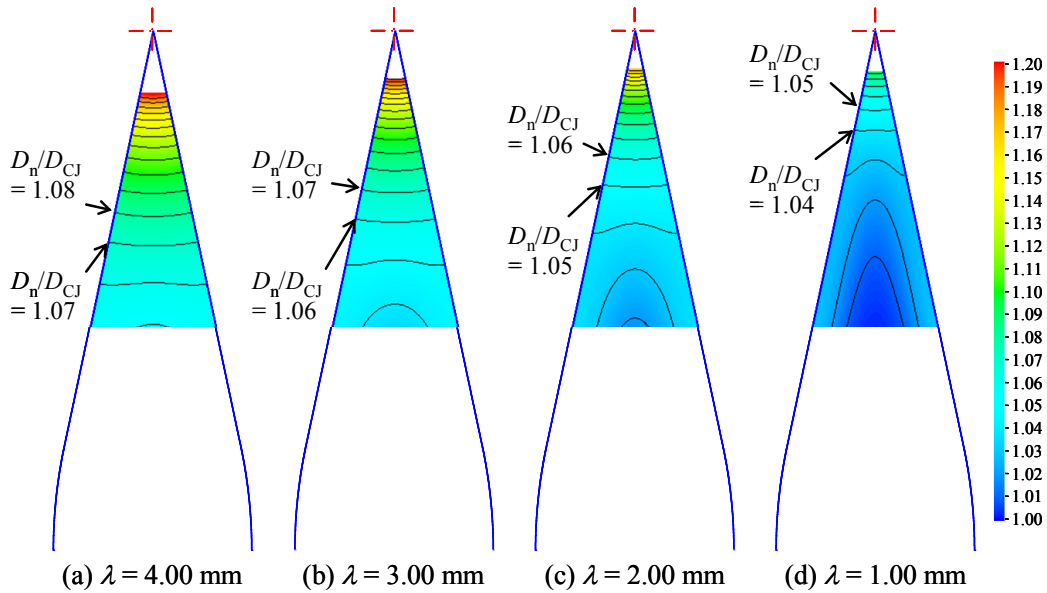 Dn/DCJ
= 1.08
Dn/DCJ
= 1.07
Dn/DCJ
= 1.07
Dn/DCJ
= 1.06
Dn/DCJ
= 1.06
Dn/DCJ
= 1.05
Dn/DCJ
= 1.05
Dn/DCJ
= 1.04
1.20
1.19
1.18
1.17
1.16
1.15
1.14
1.13
1.12
1.11
1.10
1.09
1.08
1.07
1.06
1.05
1.04
1.03
1.02
1.01
1.00
(a) λ = 4.00 mm
(b) λ = 3.00 mm
(c) λ = 2.00 mm
(d) λ = 1.00 mm